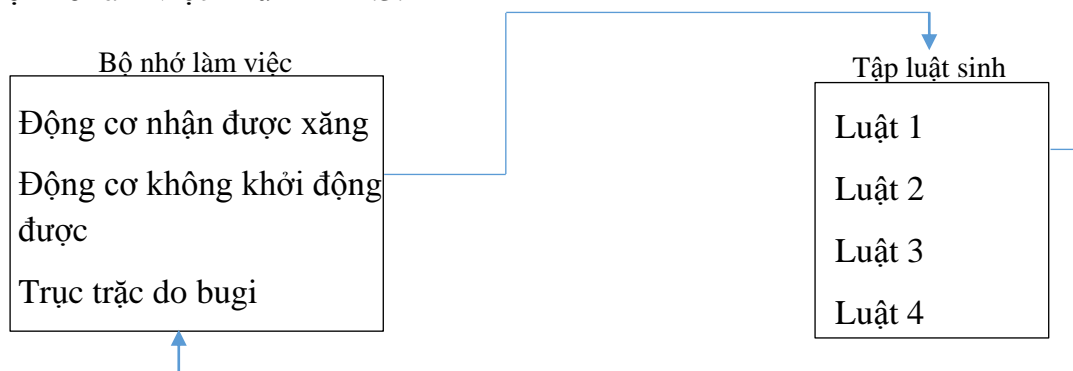 Bộ nhớ làm việc
Động cơ nhận được xăng
Động cơ không khởi động
được
Trục trặc do bugi
Tập luật sinh
Luật 1
Luật 2
Luật 3
Luật 4